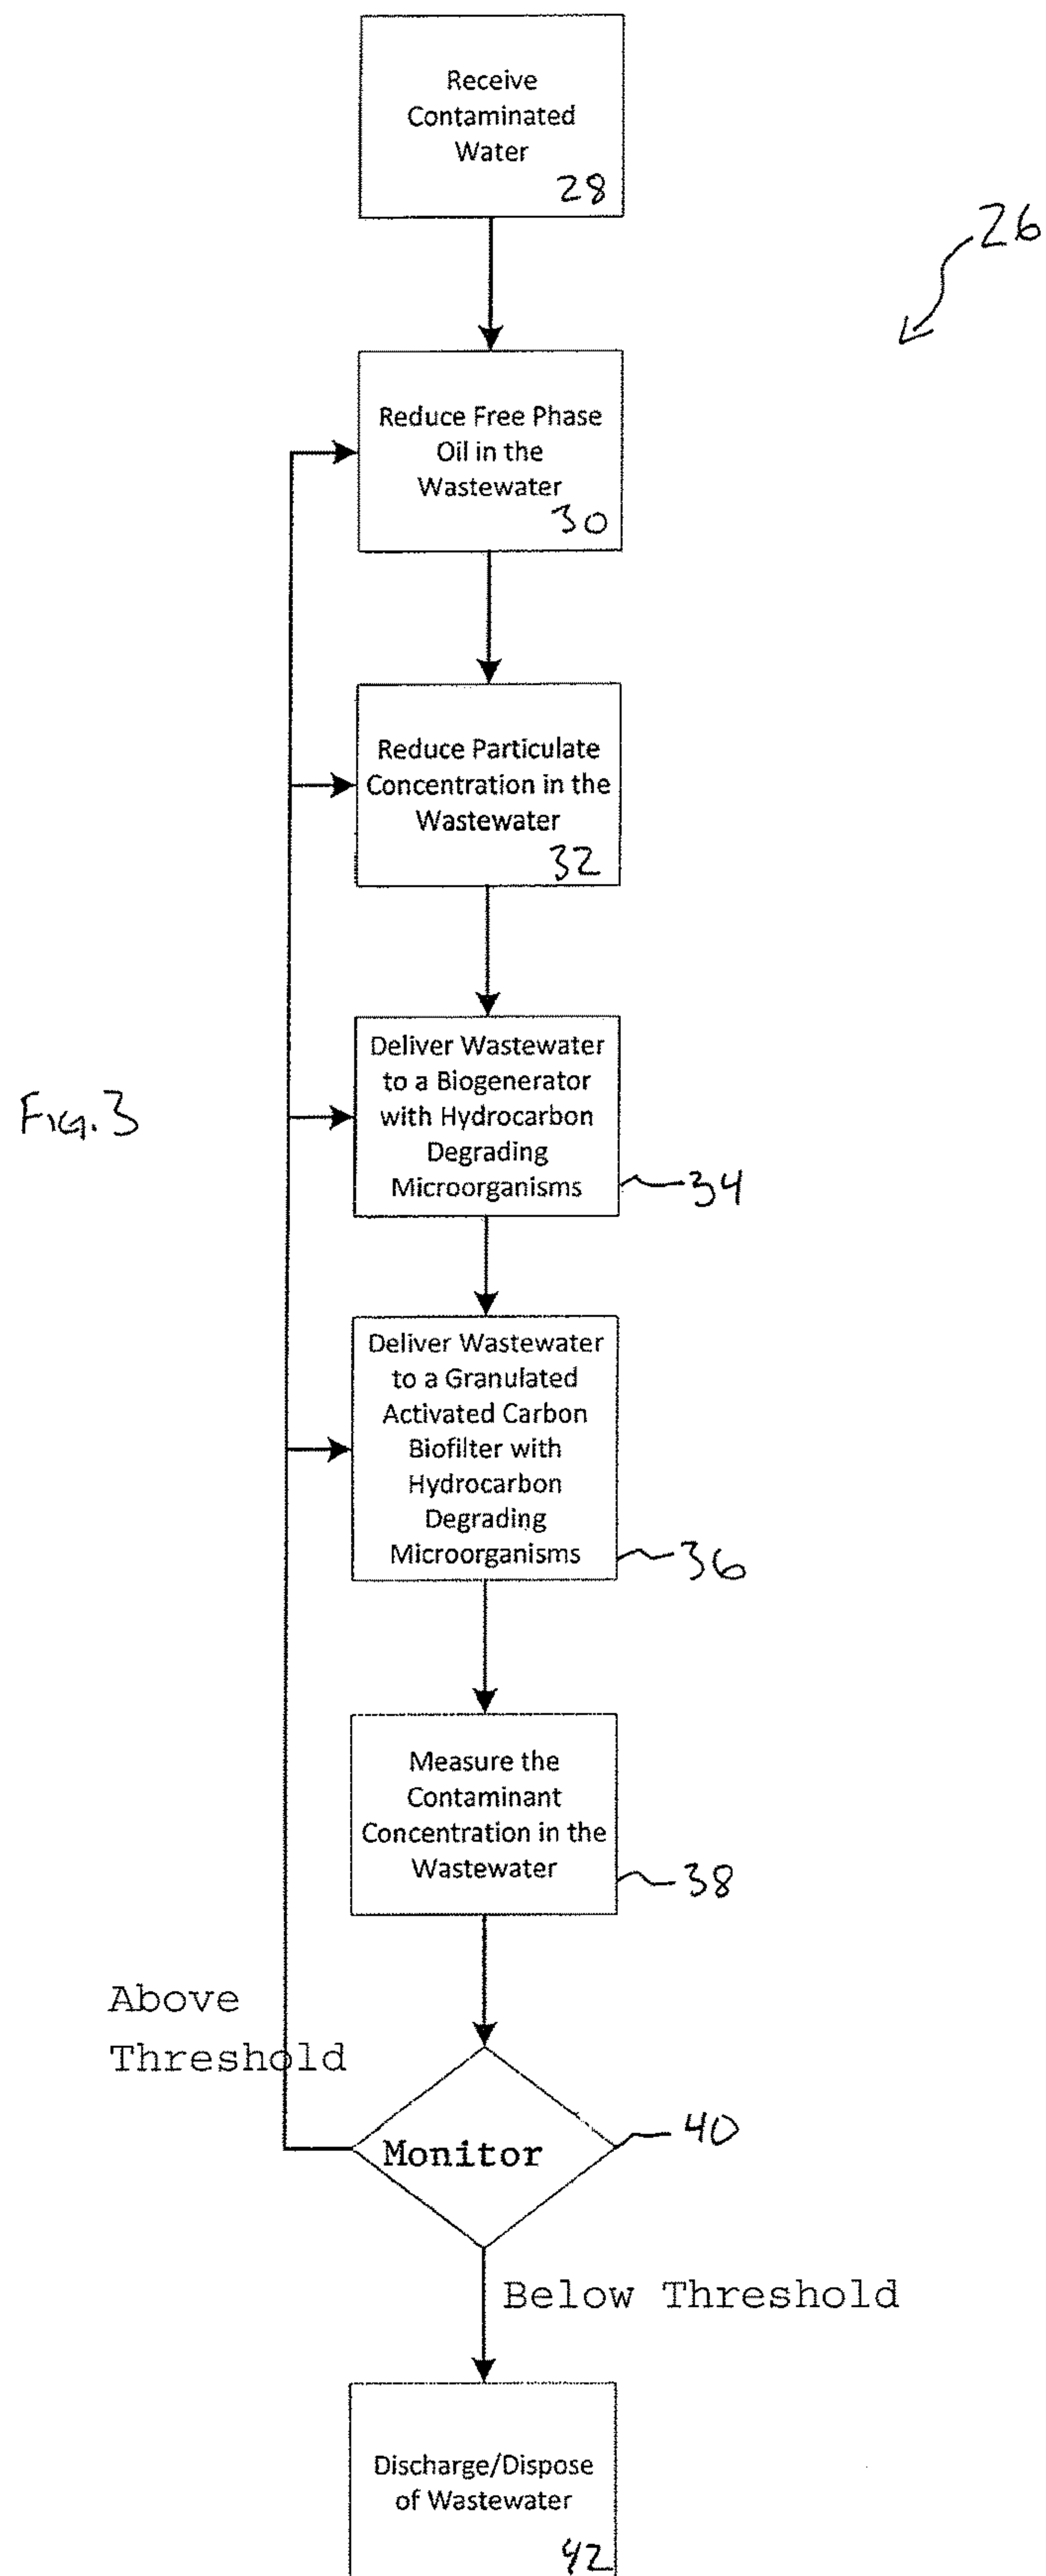 Receive
Contaminated
Water
28
26
Reduce Free Phase
Oil in the
Wastewater
30
Reduce Particulate
Concentration in the
Wastewater
32
Fig. 3
Deliver Wastewater
to a Biogenerator
with Hydrocarbon
Degrading
Microorganisms
34
Deliver Wastewater
to a Granulated
Activated Carbon
Biofilter with
Hydrocarbon
Degrading
Microorganisms
36
Measure the
Contaminant
Concentration in the
Wastewater
38
Above
Threshold
Monitor
40
Below Threshold
Discharge/Dispose
of Wastewater
42